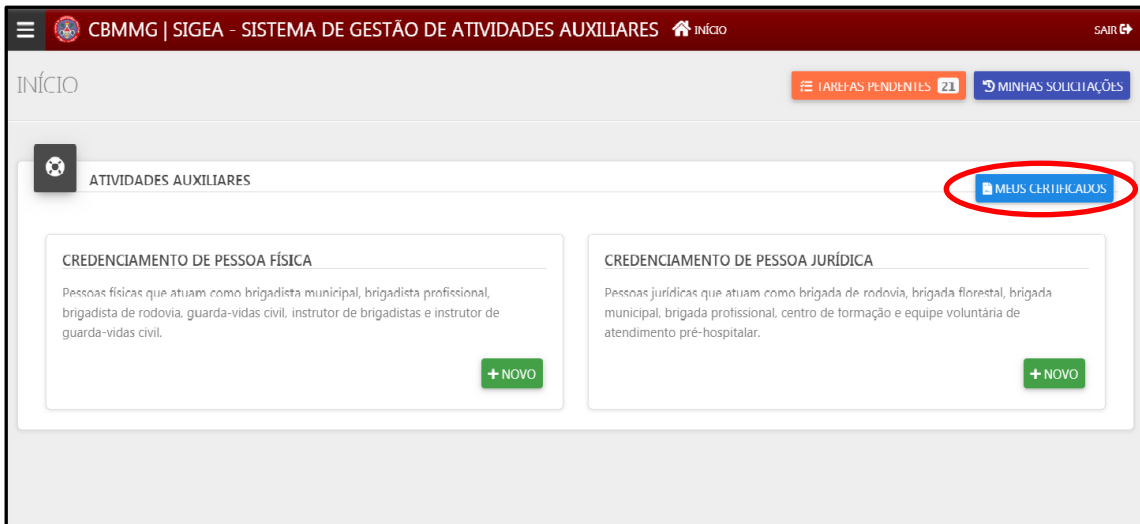 CBMMG | SIGEA - SISTEMA DE GESTÃO DE ATIVIDADES AUXILIARES INÍCIO SAIR
INÍCIO
TAREFAS PENDENTES 21 MINHAS SOLICITAÇÕES
ATIVIDADES AUXILIARES
MEUS CERTIFICADOS
CREDENCIAMENTO DE PESSOA FÍSICA
Pessoas físicas que atuam como brigadista municipal, brigadista profissional,
brigadista de rodovia, guarda-vidas civil, instrutor de brigadistas e instrutor de
guarda-vidas civil.
+ NOVO
CREDENCIAMENTO DE PESSOA JURÍDICA
Pessoas jurídicas que atuam como brigada de rodovia, brigada florestal, brigada
municipal, brigada profissional, centro de formação e equipe voluntária de
atendimento pré-hospitalar.
+ NOVO